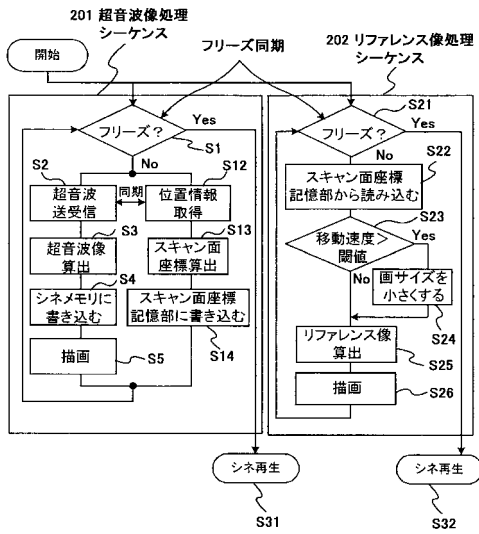 201 超音波像処理
シーケンス
フリーズ同期
202 リファレンス像処理
シーケンス
開始
フリーズ？
Yes
S1
No
S2
S12
超音波
送受信
同期
位置情報
取得
S3
S13
超音波像
算出
スキャン面
座標算出
S4
シネメモリに
書き込む
スキャン面座標
記憶部に書き込む
S14
描画
S5
シネ再生
S31
S21
フリーズ？
Yes
No
S22
スキャン面座標
記憶部から読み込む
S23
移動速度＞
閾値
Yes
No
画サイズを
小さくする
S24
リファレンス像
算出
S25
描画
S26
シネ再生
S32